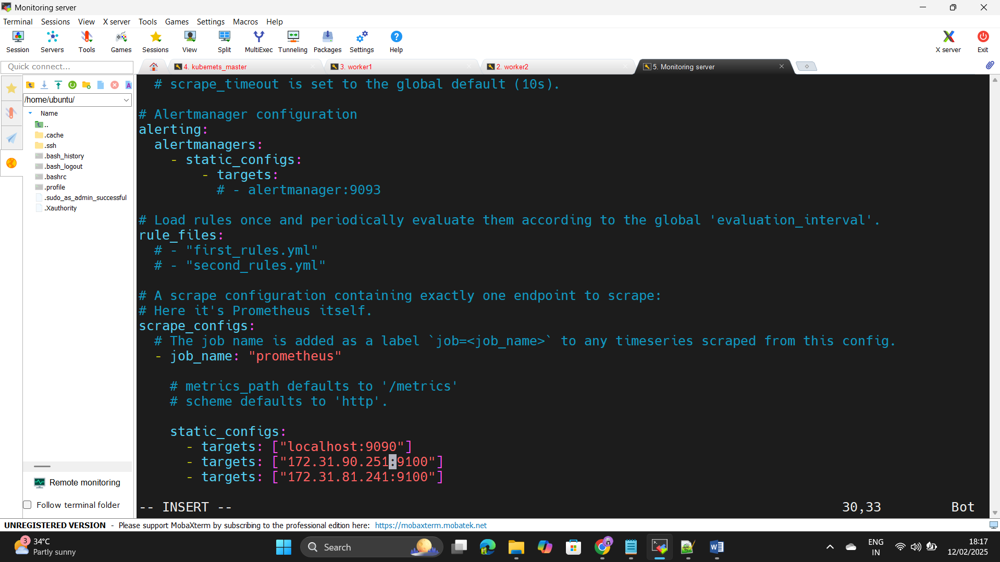 Monitoring server
Terminal Sessions View X server Tools Games Settings Macros Help
Session Servers Tools Games Sessions View Split MultiExec Tunneling Packages Settings Help X server Exit
Quick connect...
4. kubernets_master
3. worker1
2. worker2
5. Monitoring server
/home/ubuntu/
Name
..
.cache
.ssh
.bash_history
.bash_logout
.bashrc
.profile
.sudo_as_admin_successful
.Xauthority
Remote monitoring
Follow terminal folder
# scrape_timeout is set to the global default (10s).
# Alertmanager configuration
alerting:
alertmanagers:
- static_configs:
- targets:
# - alertmanager:9093
# Load rules once and periodically evaluate them according to the global 'evaluation_interval'.
rule_files:
# - "first_rules.yml"
# - "second_rules.yml"
# A scrape configuration containing exactly one endpoint to scrape:
# Here it's Prometheus itself.
scrape_configs:
# The job name is added as a label `job=<job_name>` to any timeseries scraped from this config.
- job_name: "prometheus"
# metrics_path defaults to '/metrics'
# scheme defaults to 'http'.
static_configs:
- targets: ["localhost:9090"]
- targets: ["172.31.90.251:9100"]
- targets: ["172.31.81.241:9100"]
-- INSERT -- 30,33 Bot
UNREGISTERED VERSION - Please support MobaXterm by subscribing to the professional edition here: https://mobaxterm.mobatek.net
3
34°C
Partly sunny
Search
ENG
IN
18:17
12/02/2025